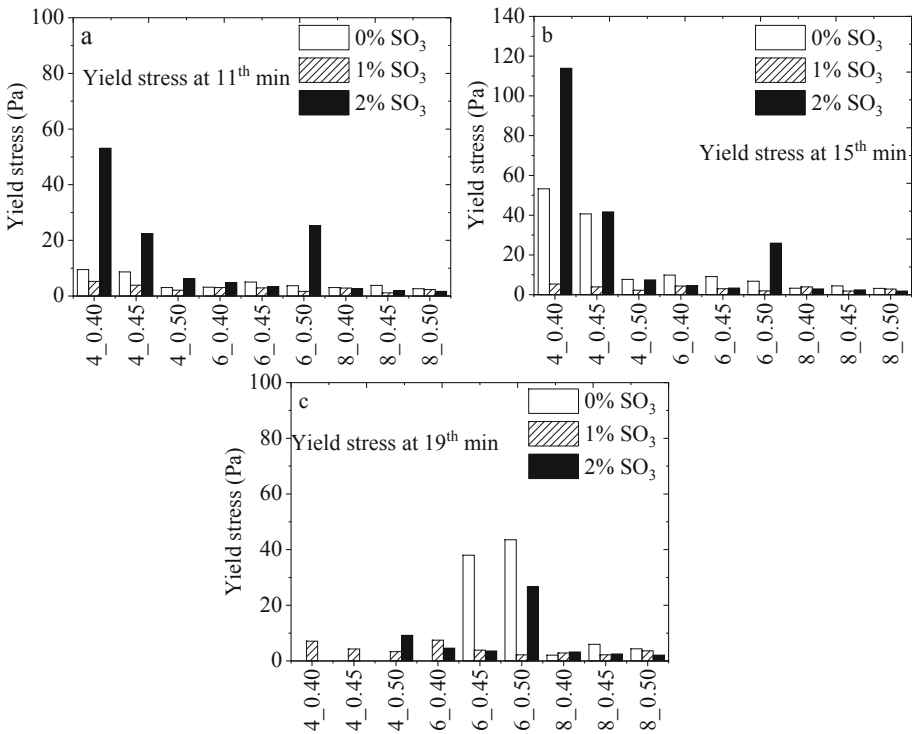 a
Yield stress at 11th min
0% SO3
1% SO3
2% SO3
Yield stress (Pa)
100
80
60
40
20
0
4_0.40
4_0.45
4_0.50
6_0.40
6_0.45
6_0.50
8_0.40
8_0.45
8_0.50
b
0% SO3
1% SO3
2% SO3
Yield stress at 15th min
Yield stress (Pa)
140
120
100
80
60
40
20
0
4_0.40
4_0.45
4_0.50
6_0.40
6_0.45
6_0.50
8_0.40
8_0.45
8_0.50
c
Yield stress at 19th min
0% SO3
1% SO3
2% SO3
Yield stress (Pa)
100
80
60
40
20
0
4_0.40
4_0.45
4_0.50
6_0.40
6_0.45
6_0.50
8_0.40
8_0.45
8_0.50